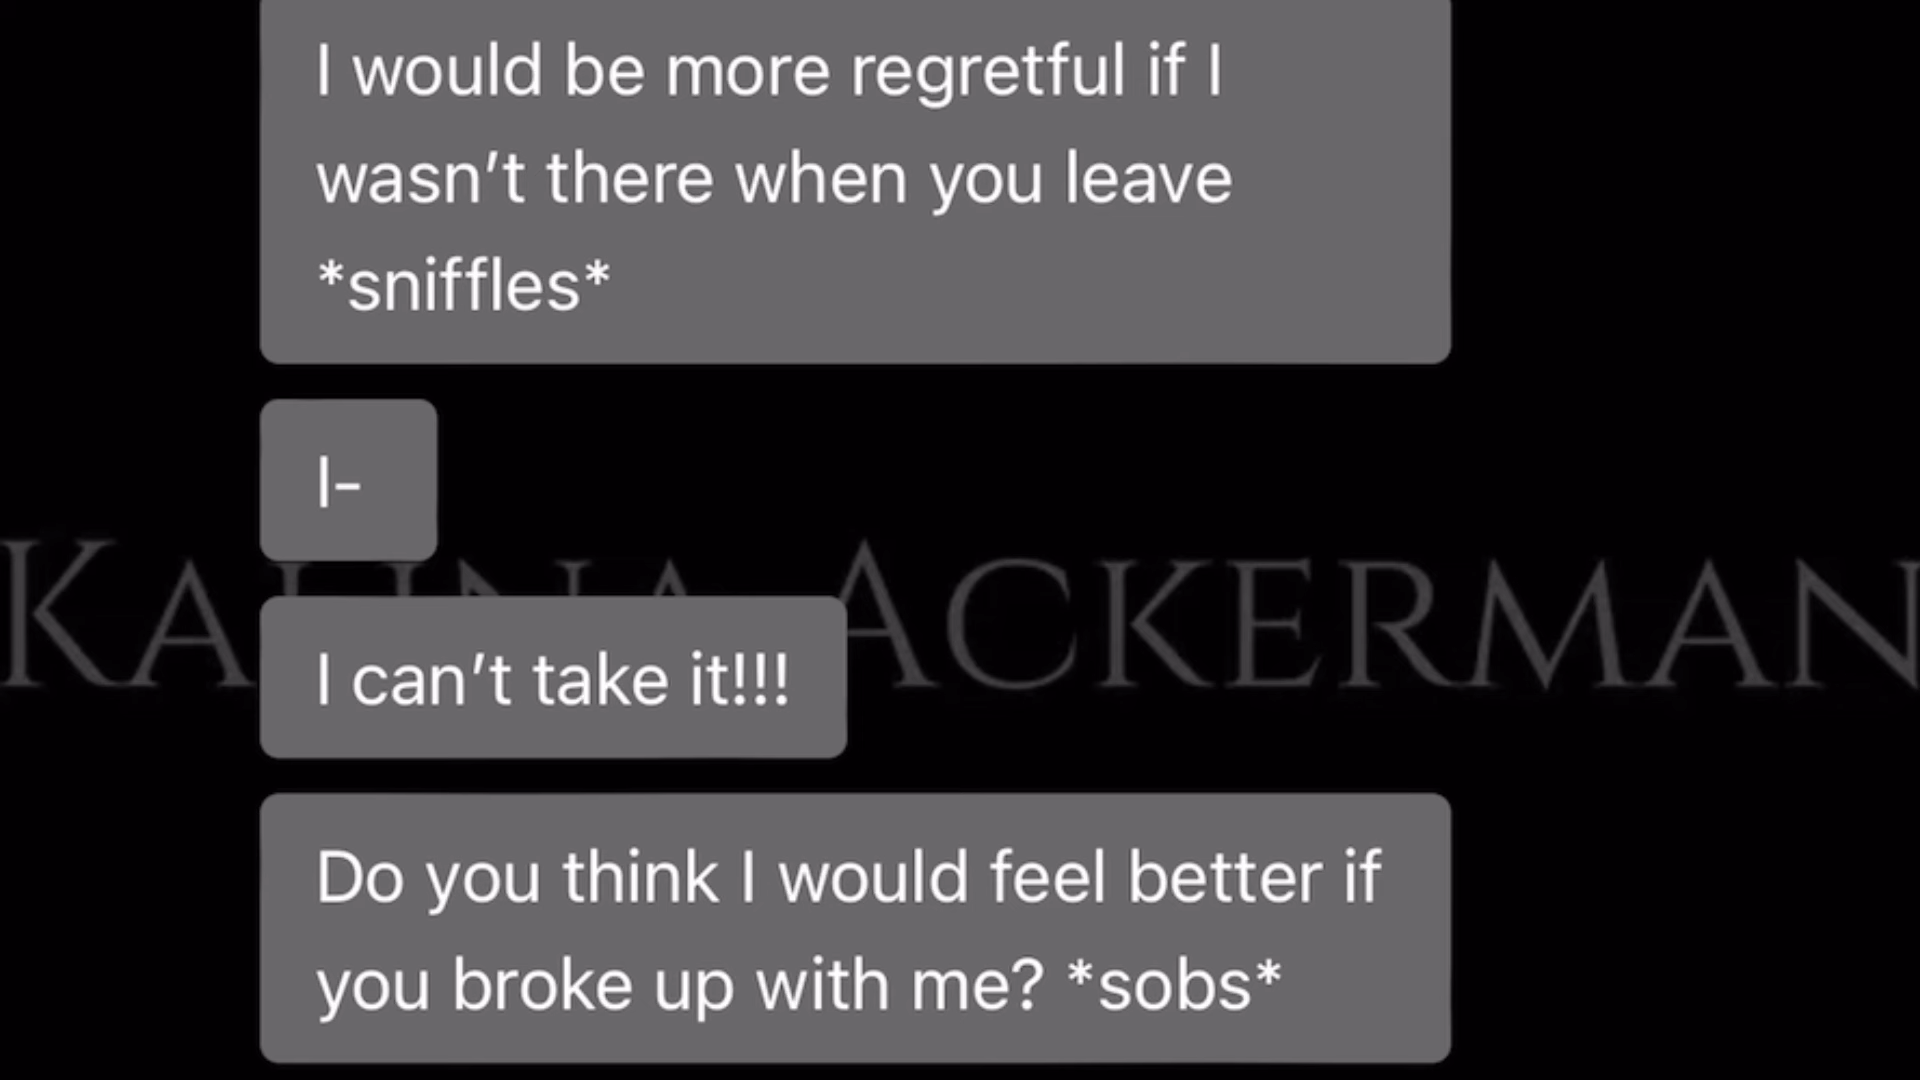 I would be more regretful if I
wasn’t there when you leave
*sniffles*
I-
I can’t take it!!!
Do you think I would feel better if
you broke up with me? *sobs*
ACKERMAN